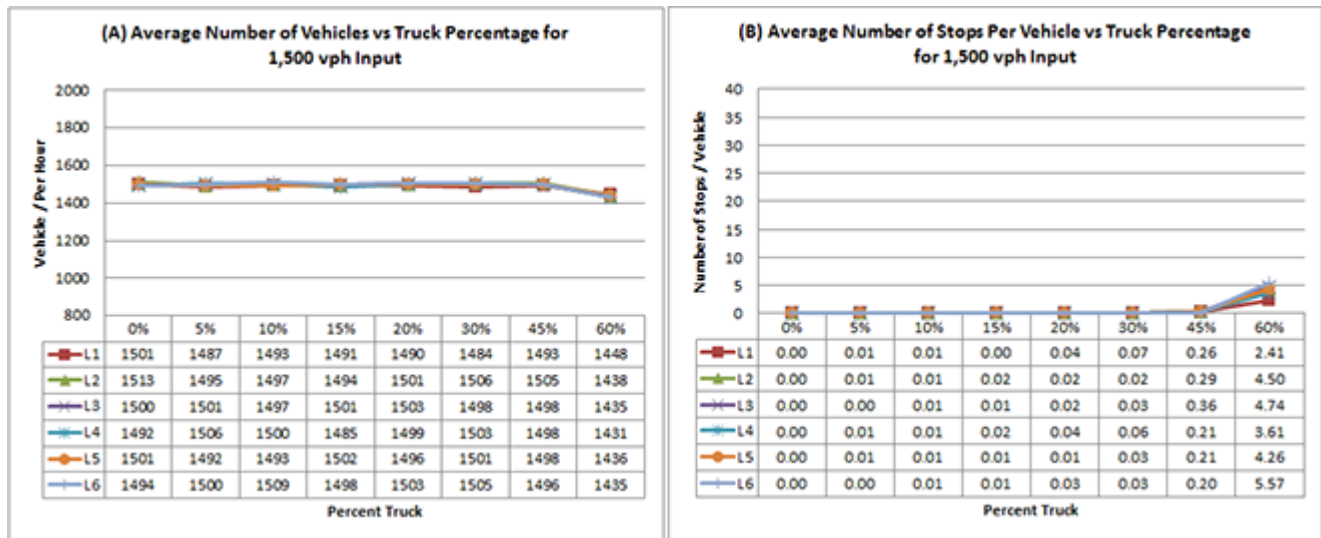 (A) Average Number of Vehicles vs Truck Percentage for
1,500 vph Input
Vehicle / Per Hour
2000
1800
1600
1400
1200
1000
800
0% 5% 10% 15% 20% 30% 45% 60%
L1 1501 1487 1493 1491 1490 1484 1493 1448
L2 1513 1495 1497 1494 1501 1506 1505 1438
L3 1500 1501 1497 1501 1503 1498 1498 1435
L4 1492 1506 1500 1485 1499 1503 1498 1431
L5 1501 1492 1493 1502 1496 1501 1498 1436
L6 1494 1500 1509 1498 1503 1505 1496 1435
Percent Truck
(B) Average Number of Stops Per Vehicle vs Truck Percentage
for 1,500 vph Input
Number of Stops / Vehicle
40
35
30
25
20
15
10
5
0
0% 5% 10% 15% 20% 30% 45% 60%
L1 0.00 0.01 0.01 0.00 0.04 0.07 0.26 2.41
L2 0.00 0.01 0.01 0.02 0.02 0.02 0.29 4.50
L3 0.00 0.00 0.01 0.01 0.02 0.03 0.36 4.74
L4 0.00 0.01 0.01 0.02 0.04 0.06 0.21 3.61
L5 0.00 0.01 0.01 0.01 0.01 0.03 0.21 4.26
L6 0.00 0.00 0.01 0.01 0.03 0.03 0.20 5.57
Percent Truck